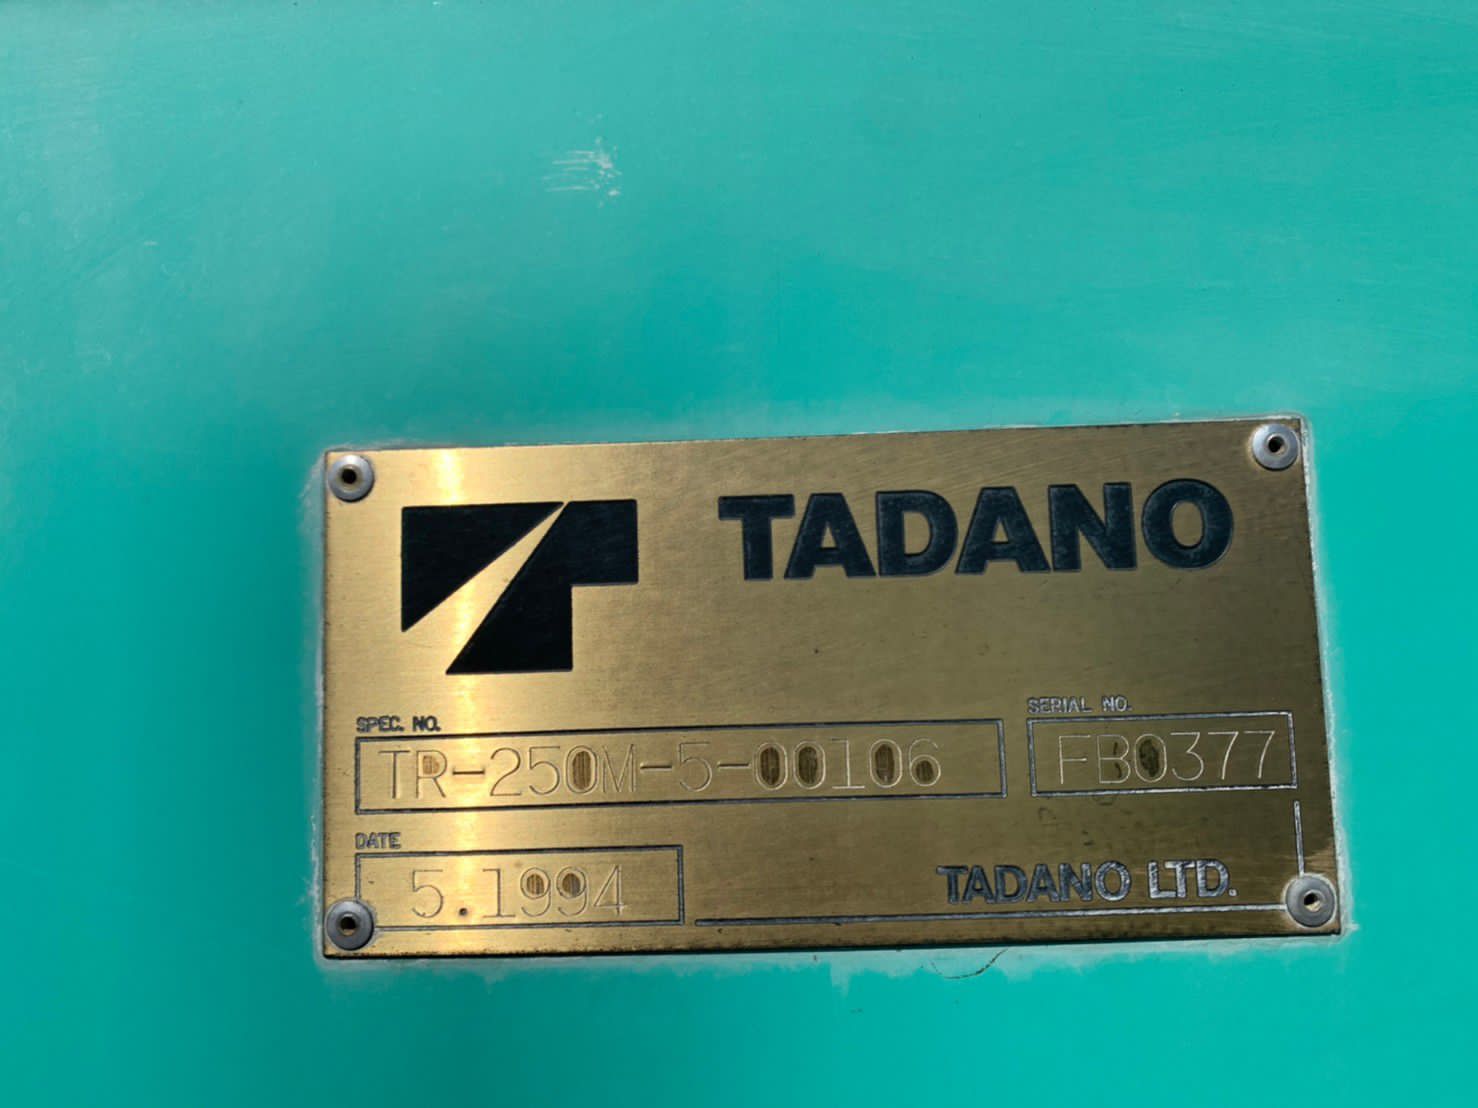 TADANO
SPEC. NO.
TR-250M-5-00106
SERIAL NO.
FB0377
DATE
5.1994
TADANO LTD.